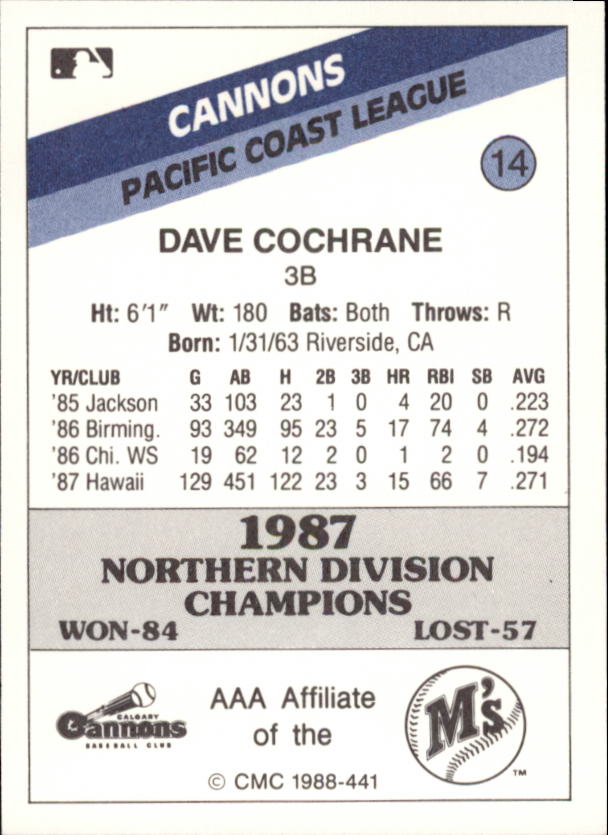 CANNONS
PACIFIC COAST LEAGUE
14
DAVE COCHRANE
3B
Ht: 6'1" Wt: 180 Bats: Both Throws: R
Born: 1/31/63 Riverside, CA
YR/CLUB G AB H 2B 3B HR RBI SB AVG
'85 Jackson 33 103 23 1 0 4 20 0 .223
'86 Birming. 93 349 95 23 5 17 74 4 .272
'86 Chi. WS 19 62 12 2 0 1 2 0 .194
'87 Hawaii 129 451 122 23 3 15 66 7 .271
1987
NORTHERN DIVISION
CHAMPIONS
WON-84 LOST-57
CALGARY
Cannons
BASEBALL CLUB
AAA Affiliate
of the
M's
TM
© CMC 1988-441